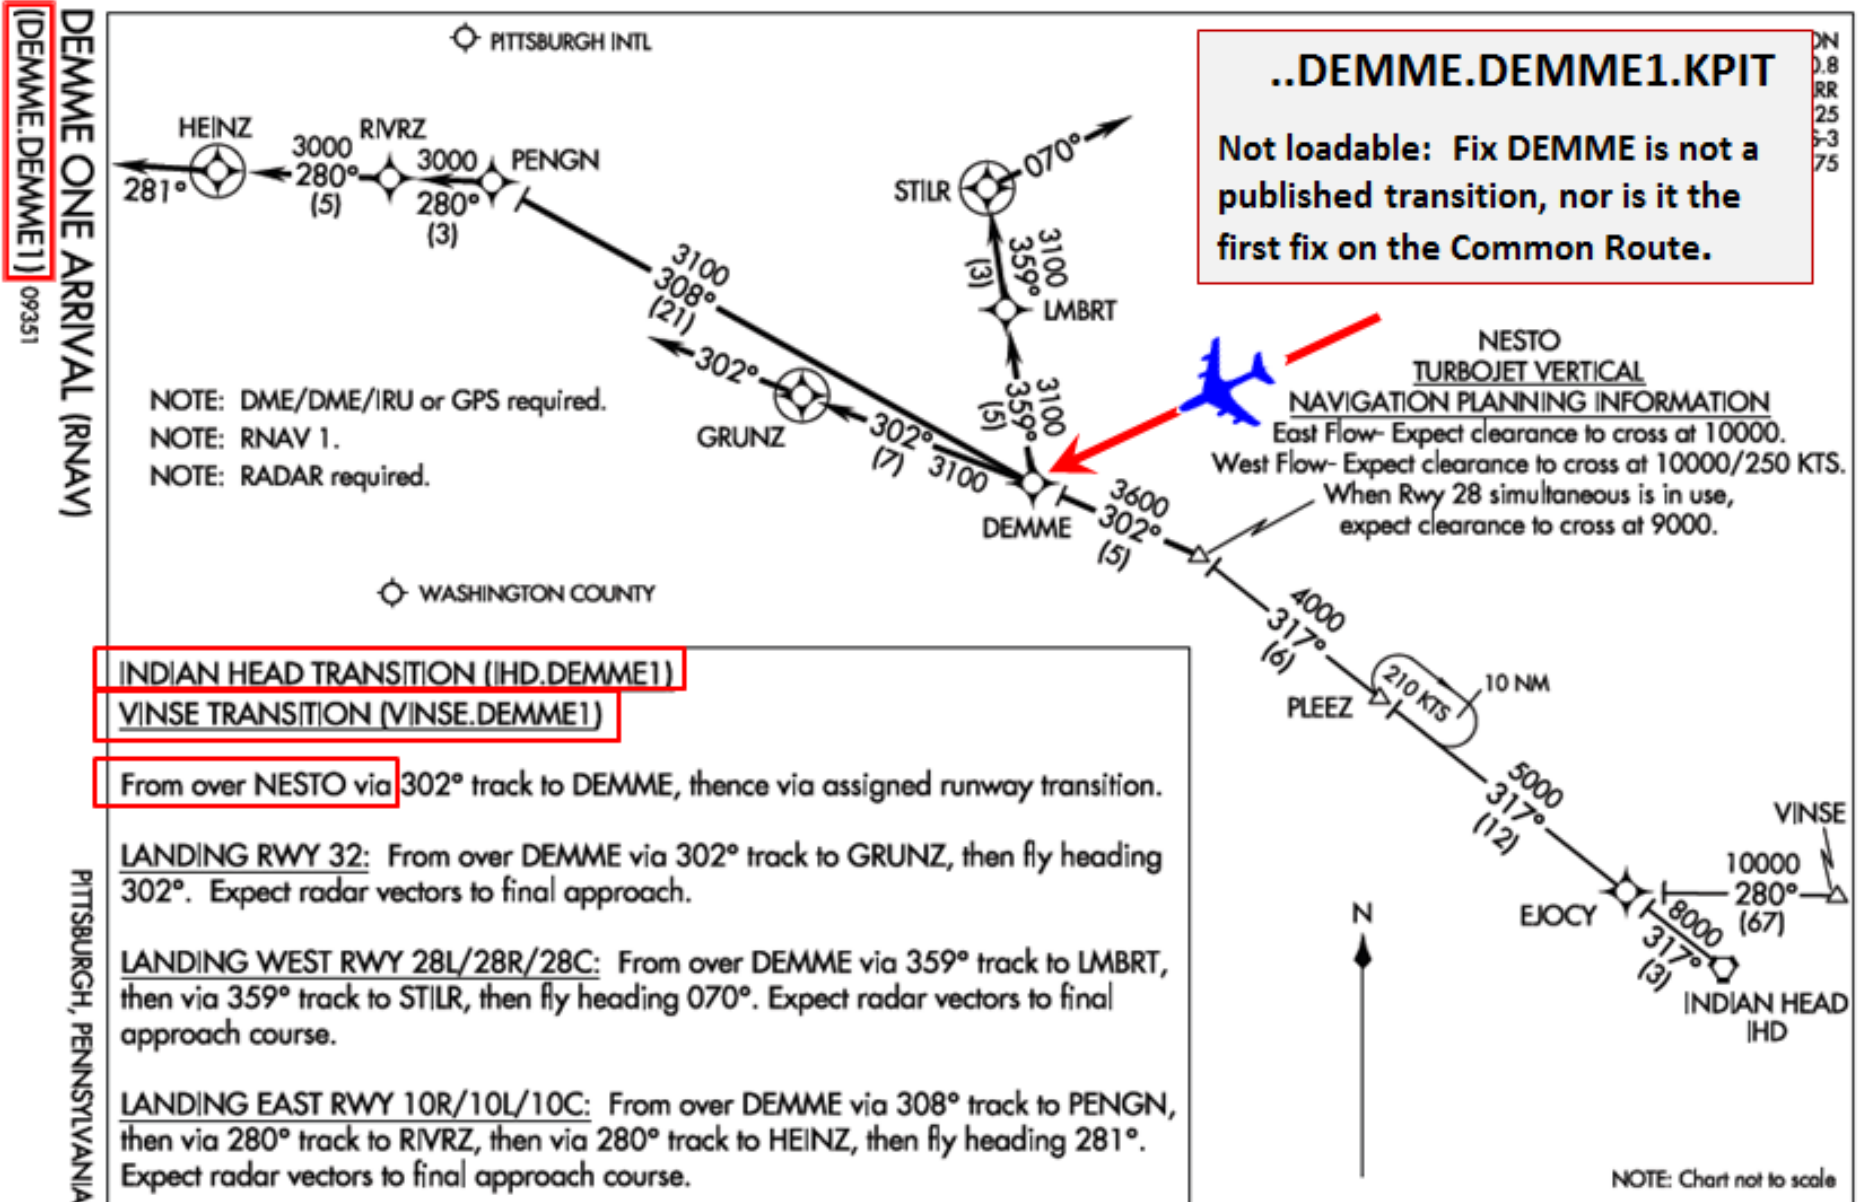 (DEMME.DEMME1) 09351
DEMME ONE ARRIVAL (RNAV)
PITTSBURGH, PENNSYLVANIA
PITTSBURGH INTL
..DEMME.DEMME1.KPIT
Not loadable: Fix DEMME is not a
published transition, nor is it the
first fix on the Common Route.
ON
0.8
RR
25
75
HEINZ
RIVRZ
PENGN
3000
280°
(5)
3000
280°
(3)
281°
STILR
070°
3100
359°
(3)
LMBRT
3100
359°
(5)
3100
308°
(21)
302°
GRUNZ
302°
(7)
3100
DEMME
3600
302°
(5)
NOTE: DME/DME/IRU or GPS required.
NOTE: RNAV 1.
NOTE: RADAR required.
NESTO
TURBOJET VERTICAL
NAVIGATION PLANNING INFORMATION
East Flow- Expect clearance to cross at 10000.
West Flow- Expect clearance to cross at 10000/250 KTS.
When Rwy 28 simultaneous is in use,
expect clearance to cross at 9000.
WASHINGTON COUNTY
4000
317°
(6)
PLEEZ
210 KTS
10 NM
5000
317°
(12)
VINSE
10000
280°
(67)
EJOCY
8000
317°
(3)
INDIAN HEAD
IHD
N
INDIAN HEAD TRANSITION (IHD.DEMME1)
VINSE TRANSITION (VINSE.DEMME1)
From over NESTO via 302° track to DEMME, thence via assigned runway transition.
LANDING RWY 32: From over DEMME via 302° track to GRUNZ, then fly heading
302°. Expect radar vectors to final approach.
LANDING WEST RWY 28L/28R/28C: From over DEMME via 359° track to LMBRT,
then via 359° track to STILR, then fly heading 070°. Expect radar vectors to final
approach course.
LANDING EAST RWY 10R/10L/10C: From over DEMME via 308° track to PENGN,
then via 280° track to RIVRZ, then via 280° track to HEINZ, then fly heading 281°.
Expect radar vectors to final approach course.
NOTE: Chart not to scale